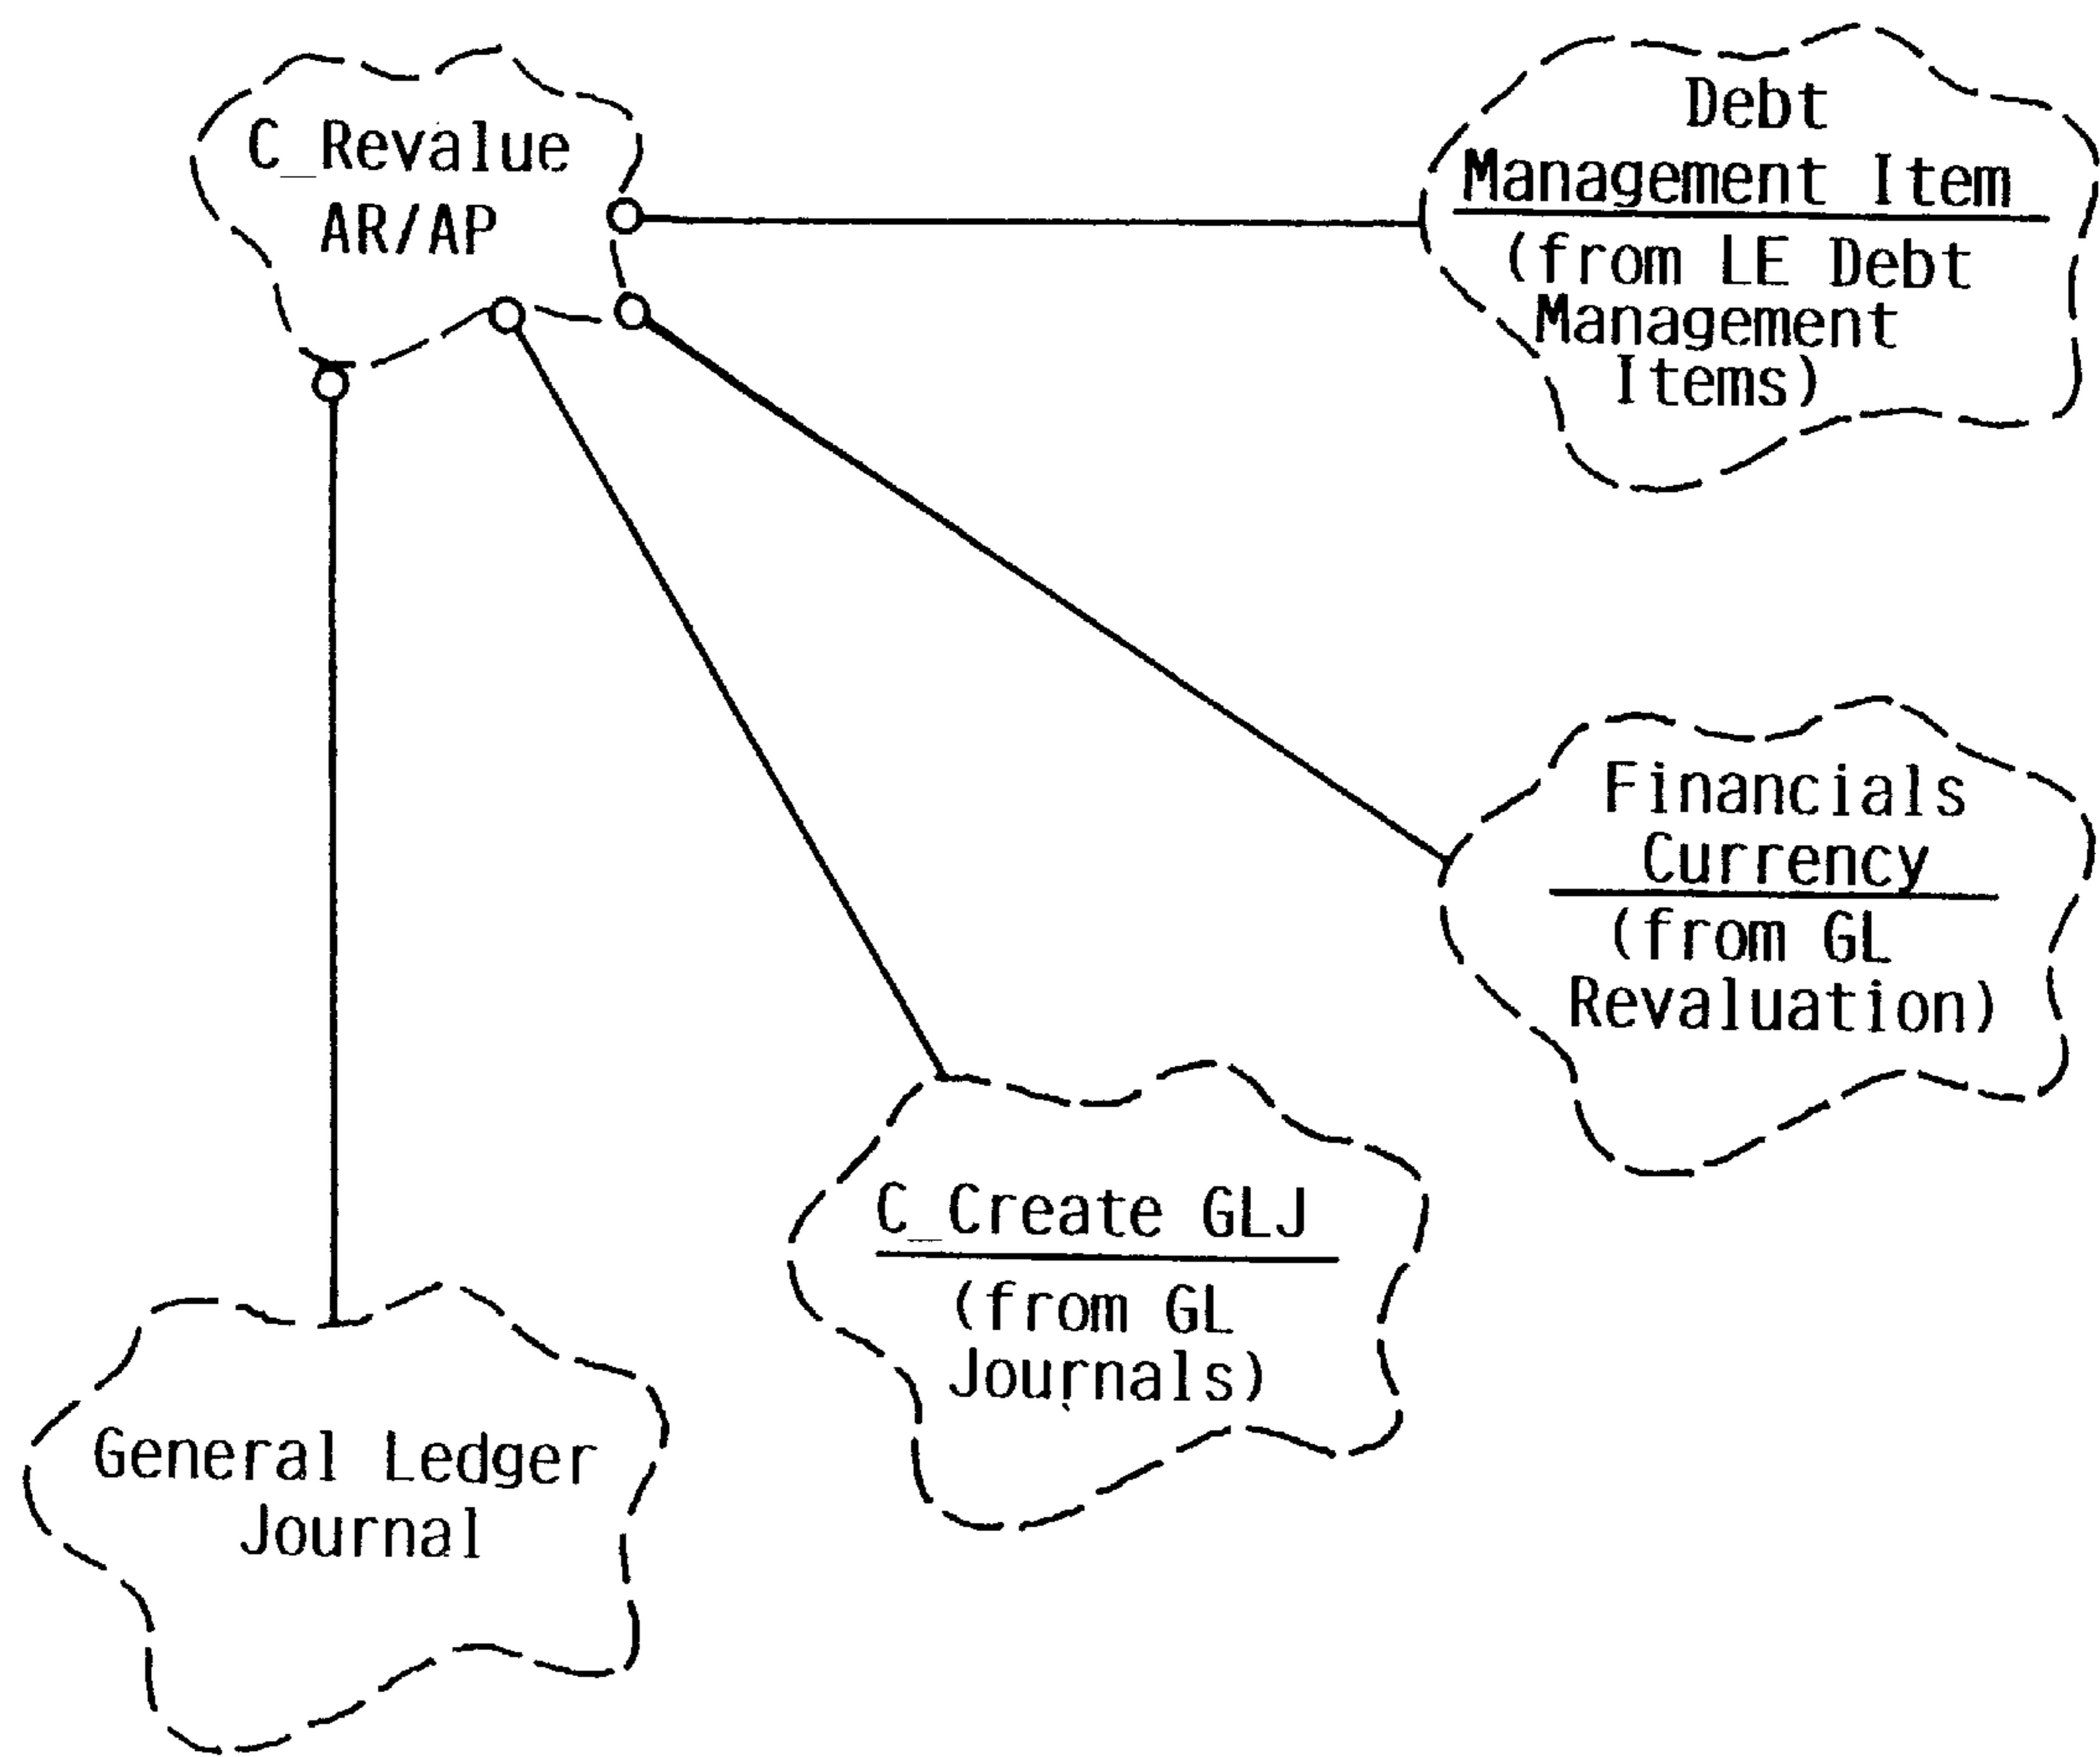 C_Revalue
AR/AP
Debt
Management Item
(from LE Debt
Management
Items)
Financials
Currency
(from GL
Revaluation)
C_Create GLJ
(from GL
Journals)
General Ledger
Journal